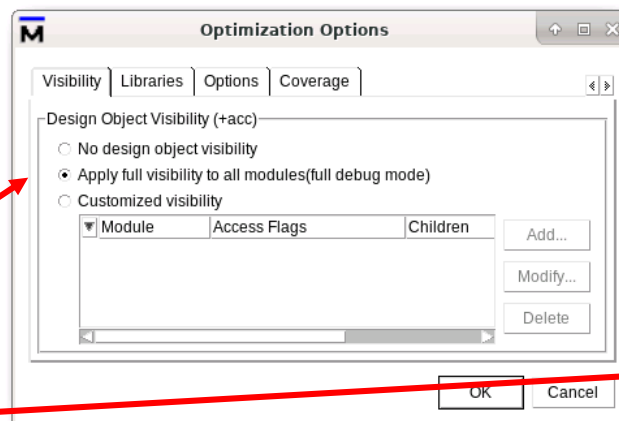 M
Optimization Options
Visibility Libraries Options Coverage
Design Object Visibility (+acc)
No design object visibility
Apply full visibility to all modules(full debug mode)
Customized visibility
Module Access Flags Children
Add...
Modify...
Delete
OK Cancel